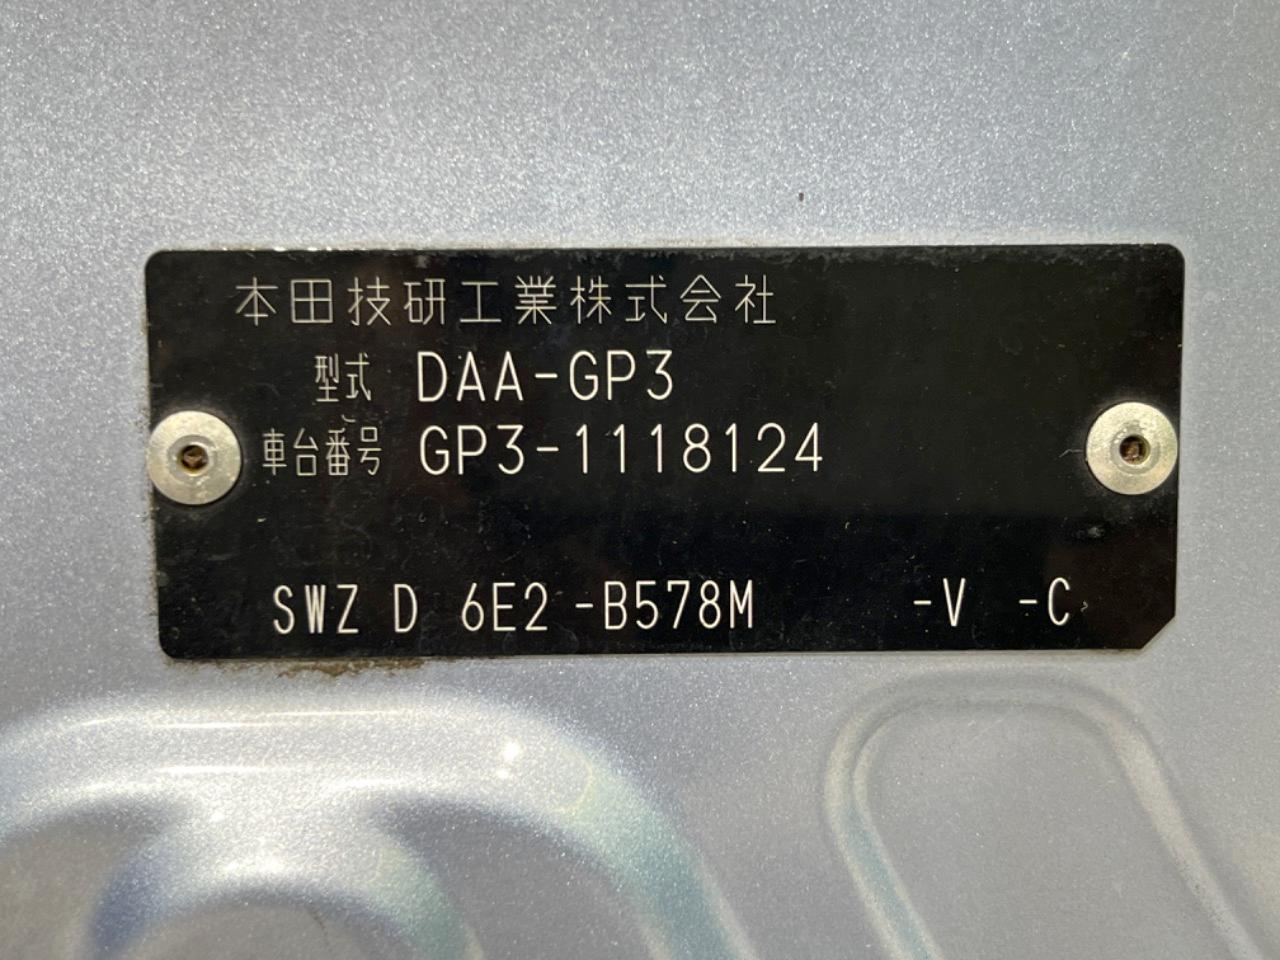 本田技研工業株式会社
型式 DAA-GP3
車台番号 GP3-1118124
SWZ D 6E2 -B578M -V -C